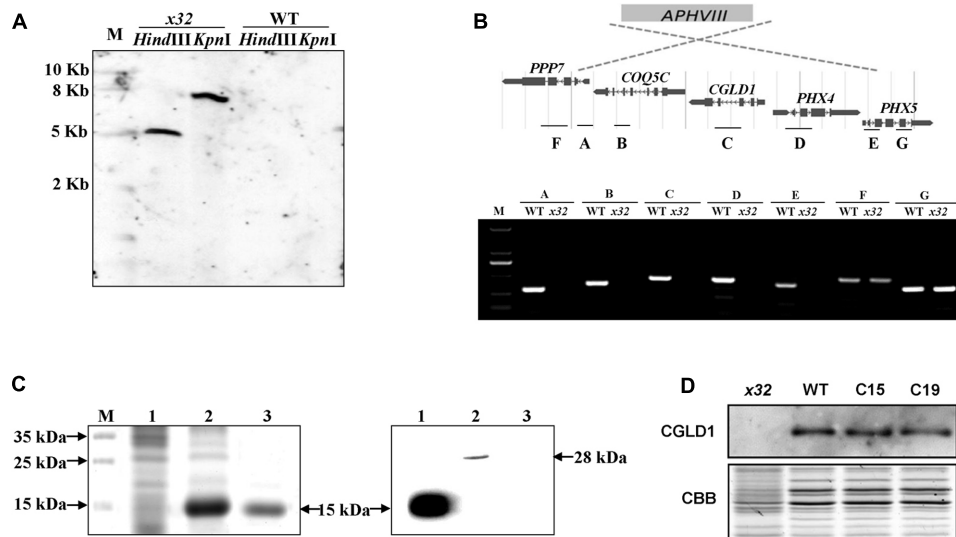 A
x32 WT
M HindIII KpnI HindIII KpnI
10 Kb
8 Kb
5 Kb
2 Kb
B
APHVIII
PPP7
COQ5C
CGLD1
PHX4
PHX5
F A B C D E G
A B C D E F G
M WT x32 WT x32 WT x32 WT x32 WT x32 WT x32 WT x32
C
M 1 2 3
35 kDa
25 kDa
15 kDa
15 kDa
1 2 3
28 kDa
D
x32 WT C15 C19
CGLD1
CBB